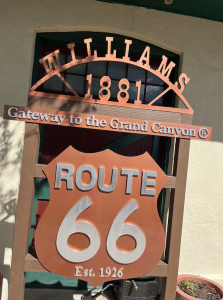 WILLIAMS
1881
Gateway to the Grand Canyon®
ROUTE
66
Est. 1926